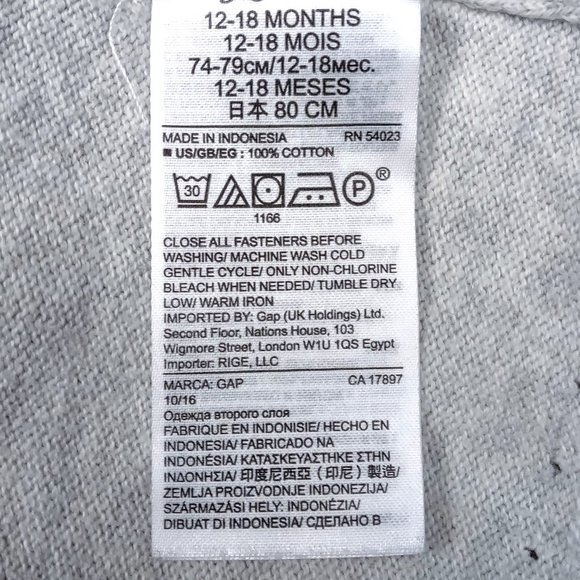 12-18 MONTHS
12-18 MOIS
74-79см/12-18мес.
12-18 MESES
日本 80 CM
MADE IN INDONESIA RN 54023
■ US/GB/EG : 100% COTTON
30 P ®
1166
CLOSE ALL FASTENERS BEFORE
WASHING/ MACHINE WASH COLD
GENTLE CYCLE/ ONLY NON-CHLORINE
BLEACH WHEN NEEDED/ TUMBLE DRY
LOW/ WARM IRON
IMPORTED BY: Gap (UK Holdings) Ltd.
Second Floor, Nations House, 103
Wigmore Street, London W1U 1QS Egypt
Importer: RIGE, LLC
MARCA: GAP CA 17897
10/16
Одежда второго слоя
FABRIQUE EN INDONISIE/ HECHO EN
INDONESIA/ FABRICADO NA
INDONÉSIA/ ΚΑΤΑΣΚΕΥΑΣΤΗΚΕ ΣΤΗΝ
ΙΝΔΟΝΗΣΙΑ/ 印度尼西亞 (印尼) 製造/
ZEMLJA PROIZVODNJE INDONEZIJA/
SZÁRMAZÁSI HELY: INDONÉZIA/
DIBUAT DI INDONESIA/ СДЕЛАНО В